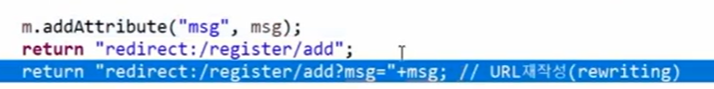 m.addAttribute("msg", msg);
return "redirect:/register/add";
return "redirect:/register/add?msg="+msg; // URL재작성(rewriting)